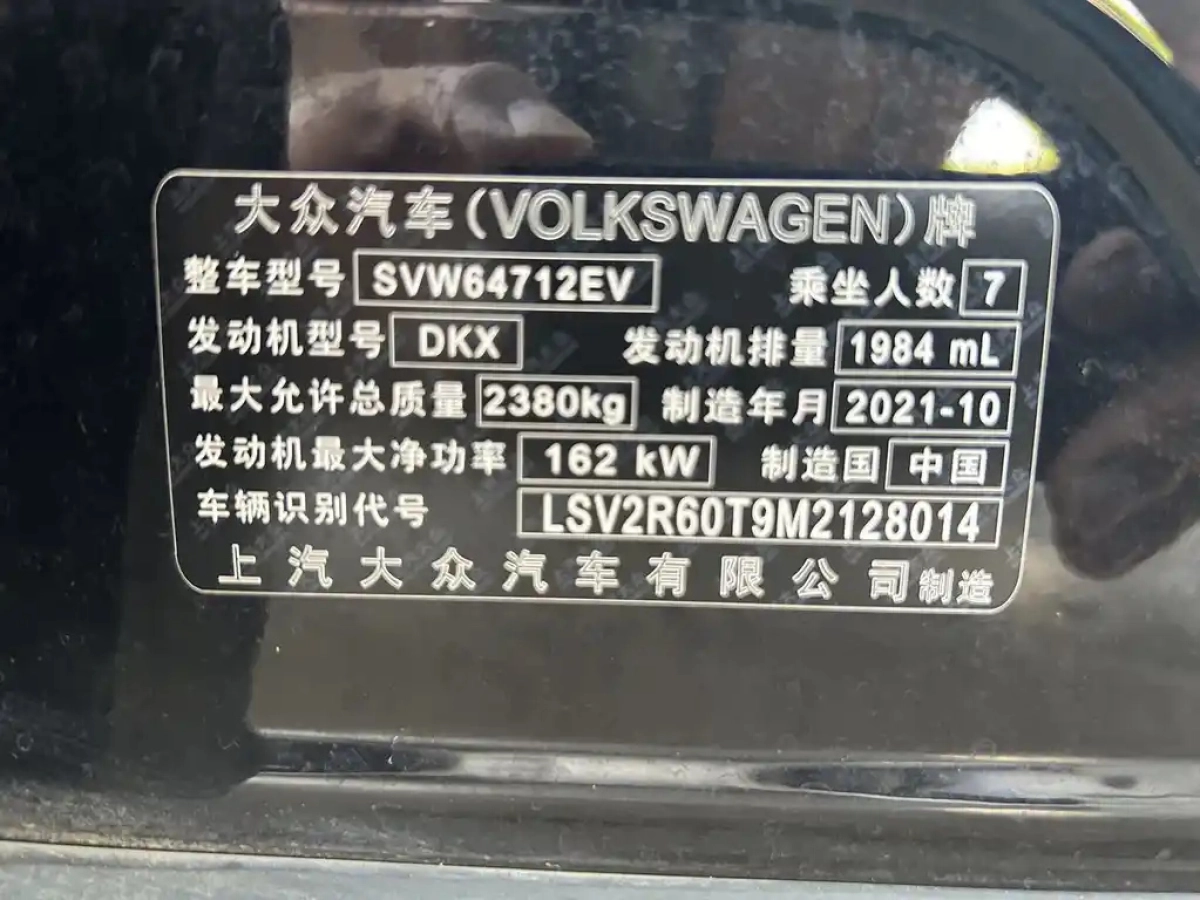 大众汽车(VOLKSWAGEN)牌
整车型号 SVW64712EV 乘坐人数 7
发动机型号 DKX 发动机排量 1984 mL
最大允许总质量 2380kg 制造年月 2021-10
发动机最大净功率 162 kW 制造国 中国
车辆识别代号 LSV2R60T9M2128014
上汽大众汽车有限公司制造